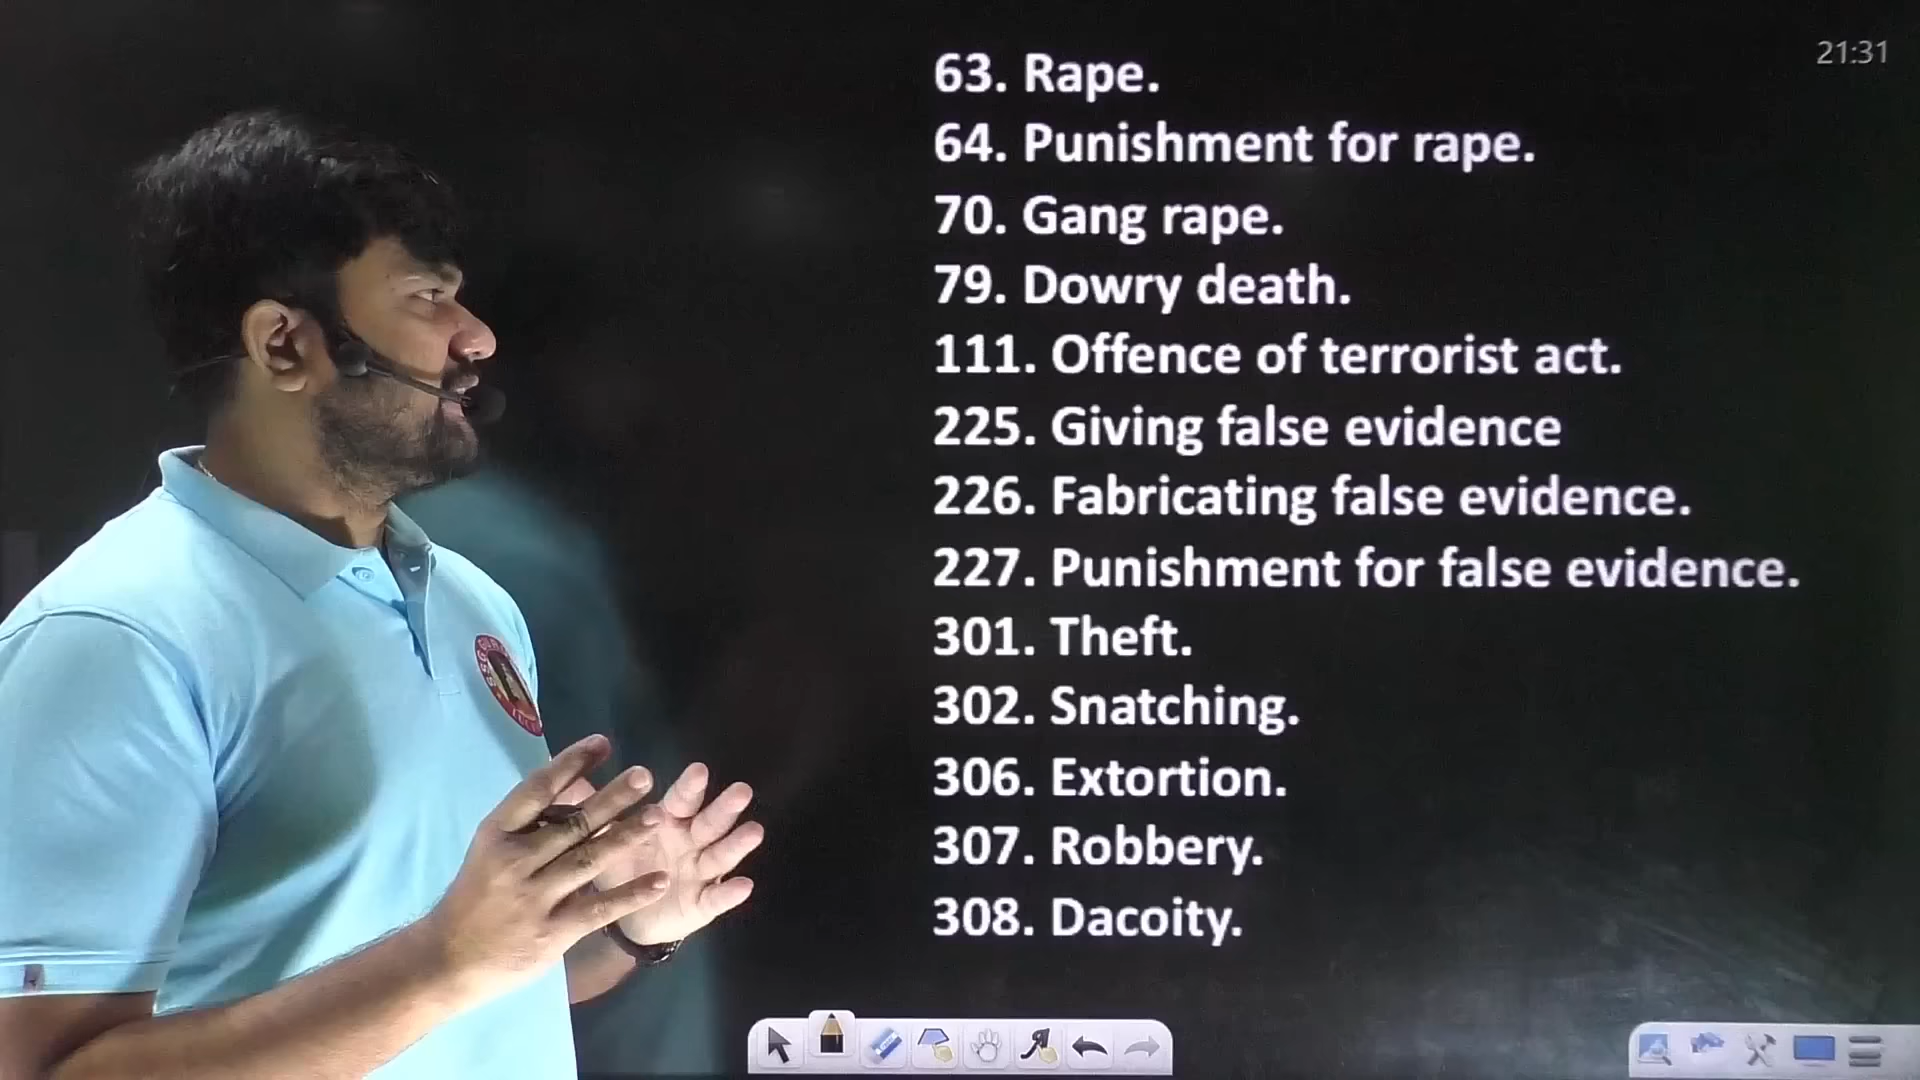 21:31
63. Rape.
64. Punishment for rape.
70. Gang rape.
79. Dowry death.
111. Offence of terrorist act.
225. Giving false evidence
226. Fabricating false evidence.
227. Punishment for false evidence.
301. Theft.
302. Snatching.
306. Extortion.
307. Robbery.
308. Dacoity.